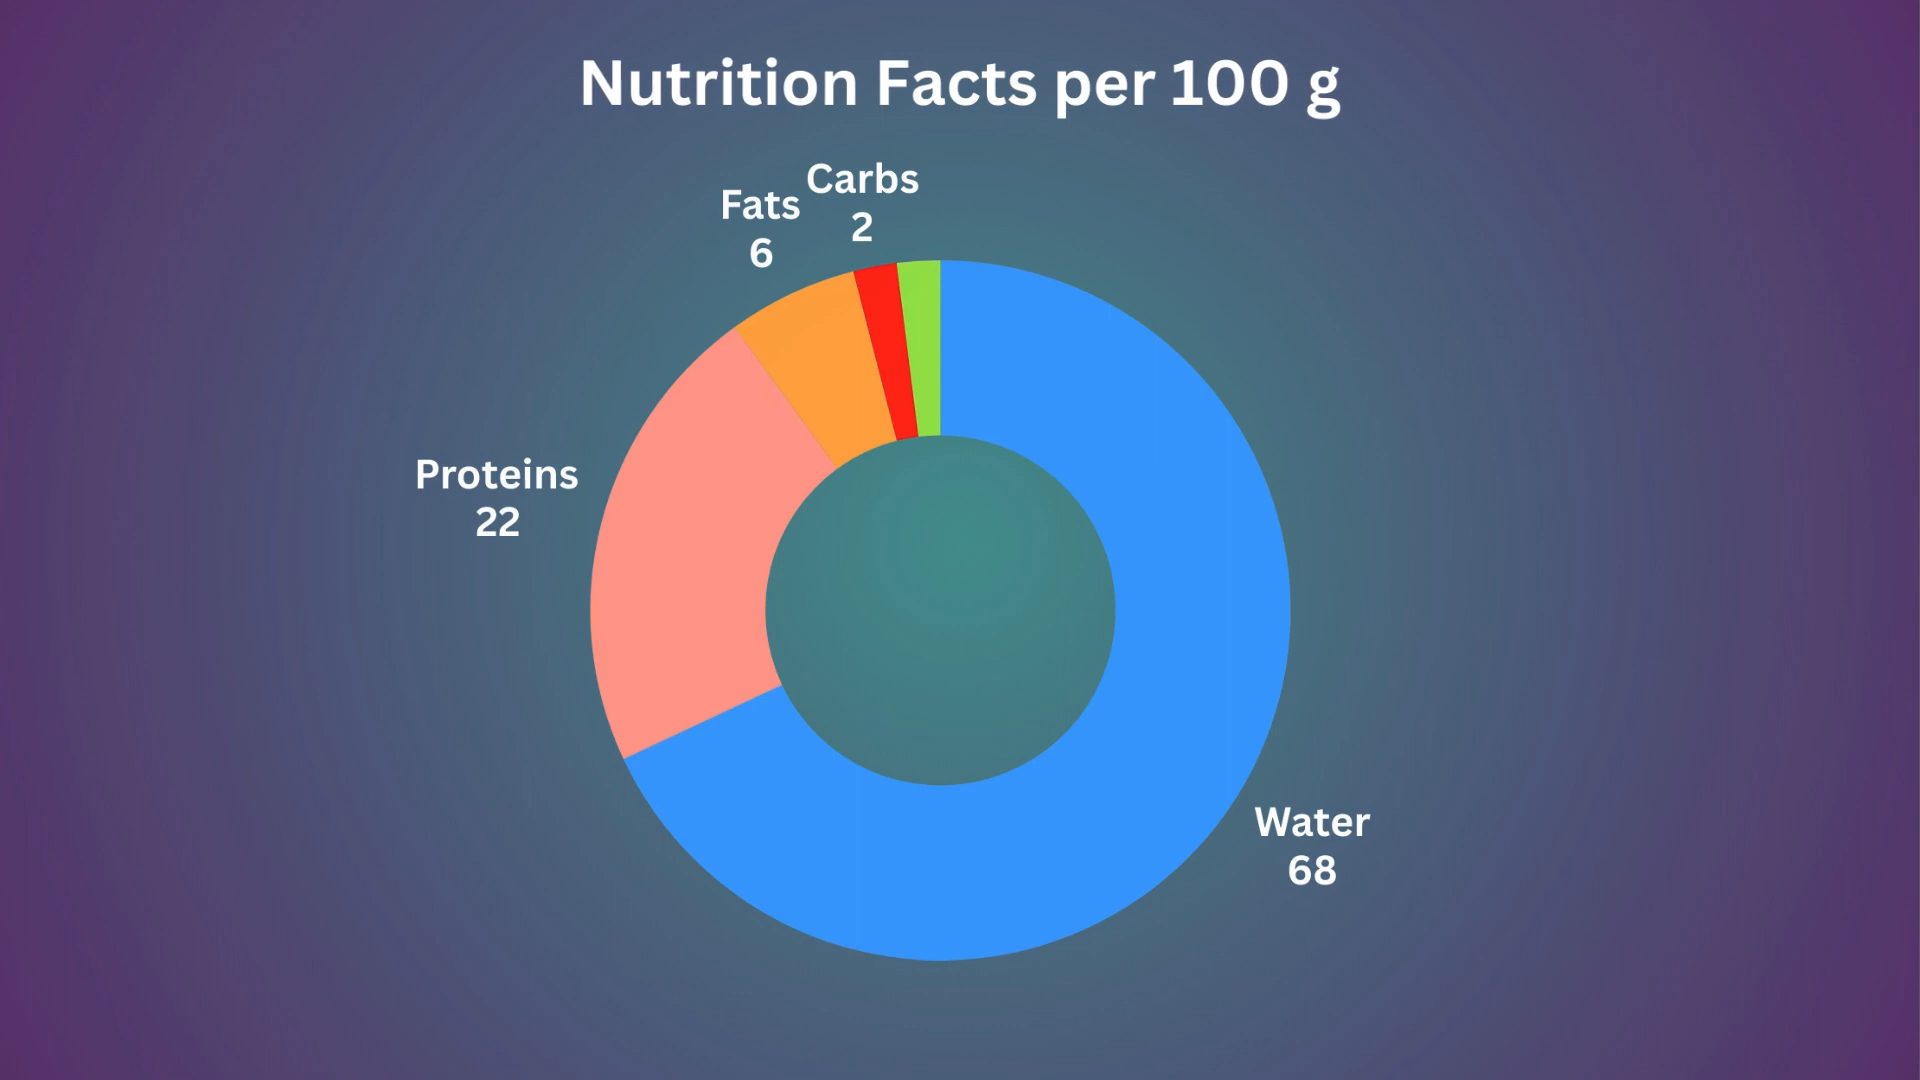 Nutrition Facts per 100 g
Carbs
2
Fats
6
Proteins
22
Water
68